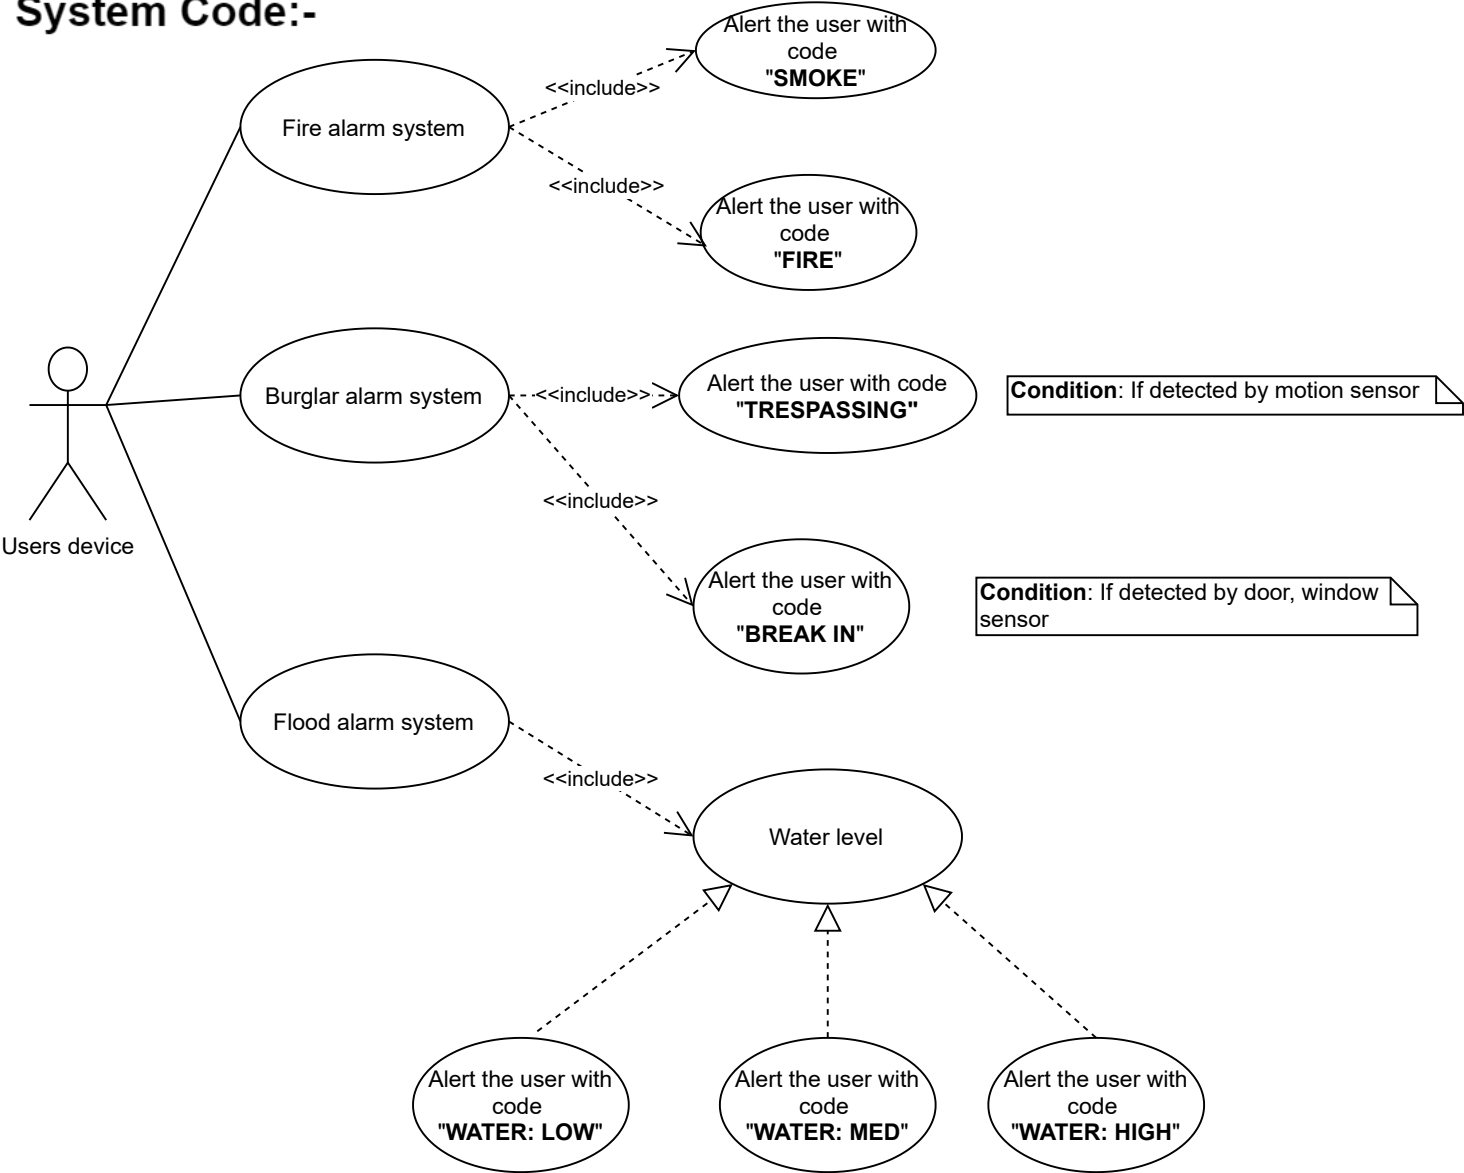 System Code:-
Alert the user with
code
"SMOKE"
<<include>>
Fire alarm system
<<include>>
Alert the user with
code
"FIRE"
Burglar alarm system
<<include>>
Alert the user with code
"TRESPASSING"
Condition: If detected by motion sensor
<<include>>
Users device
Alert the user with
code
"BREAK IN"
Condition: If detected by door, window
sensor
Flood alarm system
<<include>>
Water level
Alert the user with
code
"WATER: LOW"
Alert the user with
code
"WATER: MED"
Alert the user with
code
"WATER: HIGH"